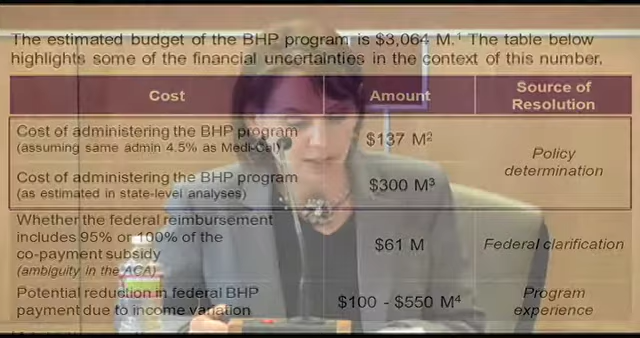 The estimated budget of the BHP program is $3,064 M.¹ The table below
highlights some of the financial uncertainties in the context of this number.
Cost
Amount
Source of
Resolution
Cost of administering the BHP program
(assuming same admin 4.5% as Medi-Cal)
$137 M²
Policy
determination
Cost of administering the BHP program
(as estimated in state-level analyses)
$300 M³
Whether the federal reimbursement
includes 95% or 100% of the
co-payment subsidy
(ambiguity in the ACA)
$61 M
Federal clarification
Potential reduction in federal BHP
payment due to income variation
$100 - $550 M⁴
Program
experience